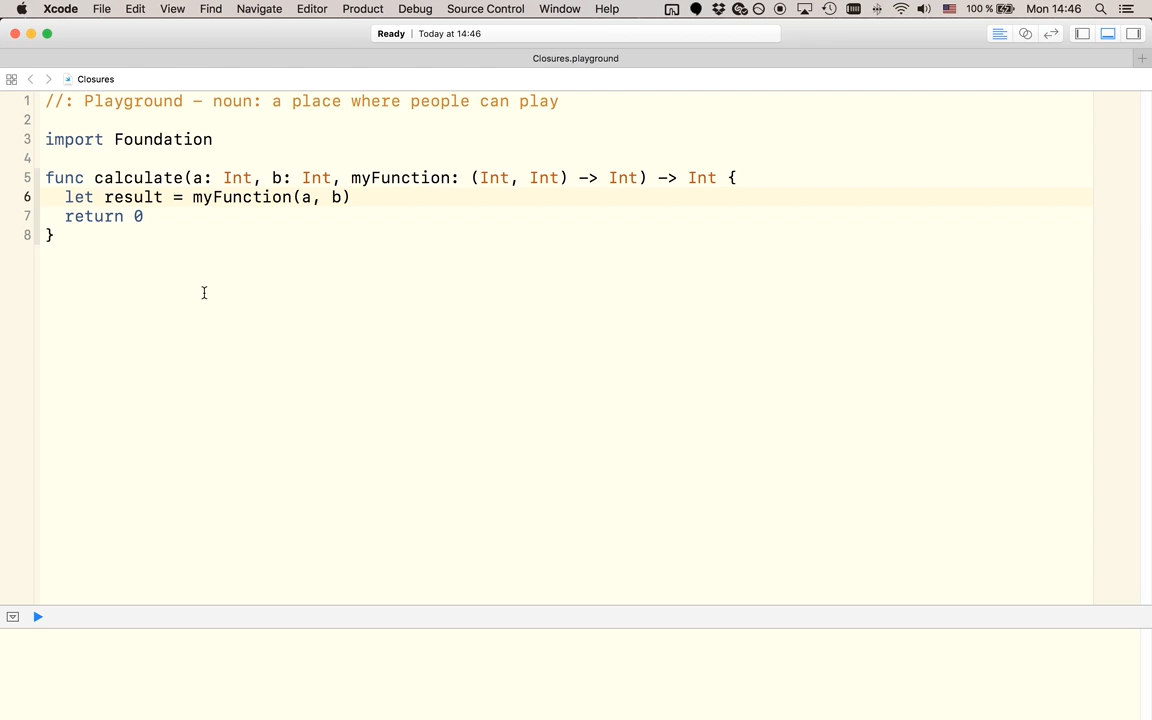 Xcode File Edit View Find Navigate Editor Product Debug Source Control Window Help 100 % Mon 14:46
Ready | Today at 14:46
Closures.playground
Closures
1 //: Playground – noun: a place where people can play
2
3 import Foundation
4
5 func calculate(a: Int, b: Int, myFunction: (Int, Int) -> Int) -> Int {
6 let result = myFunction(a, b)
7 return 0
8 }